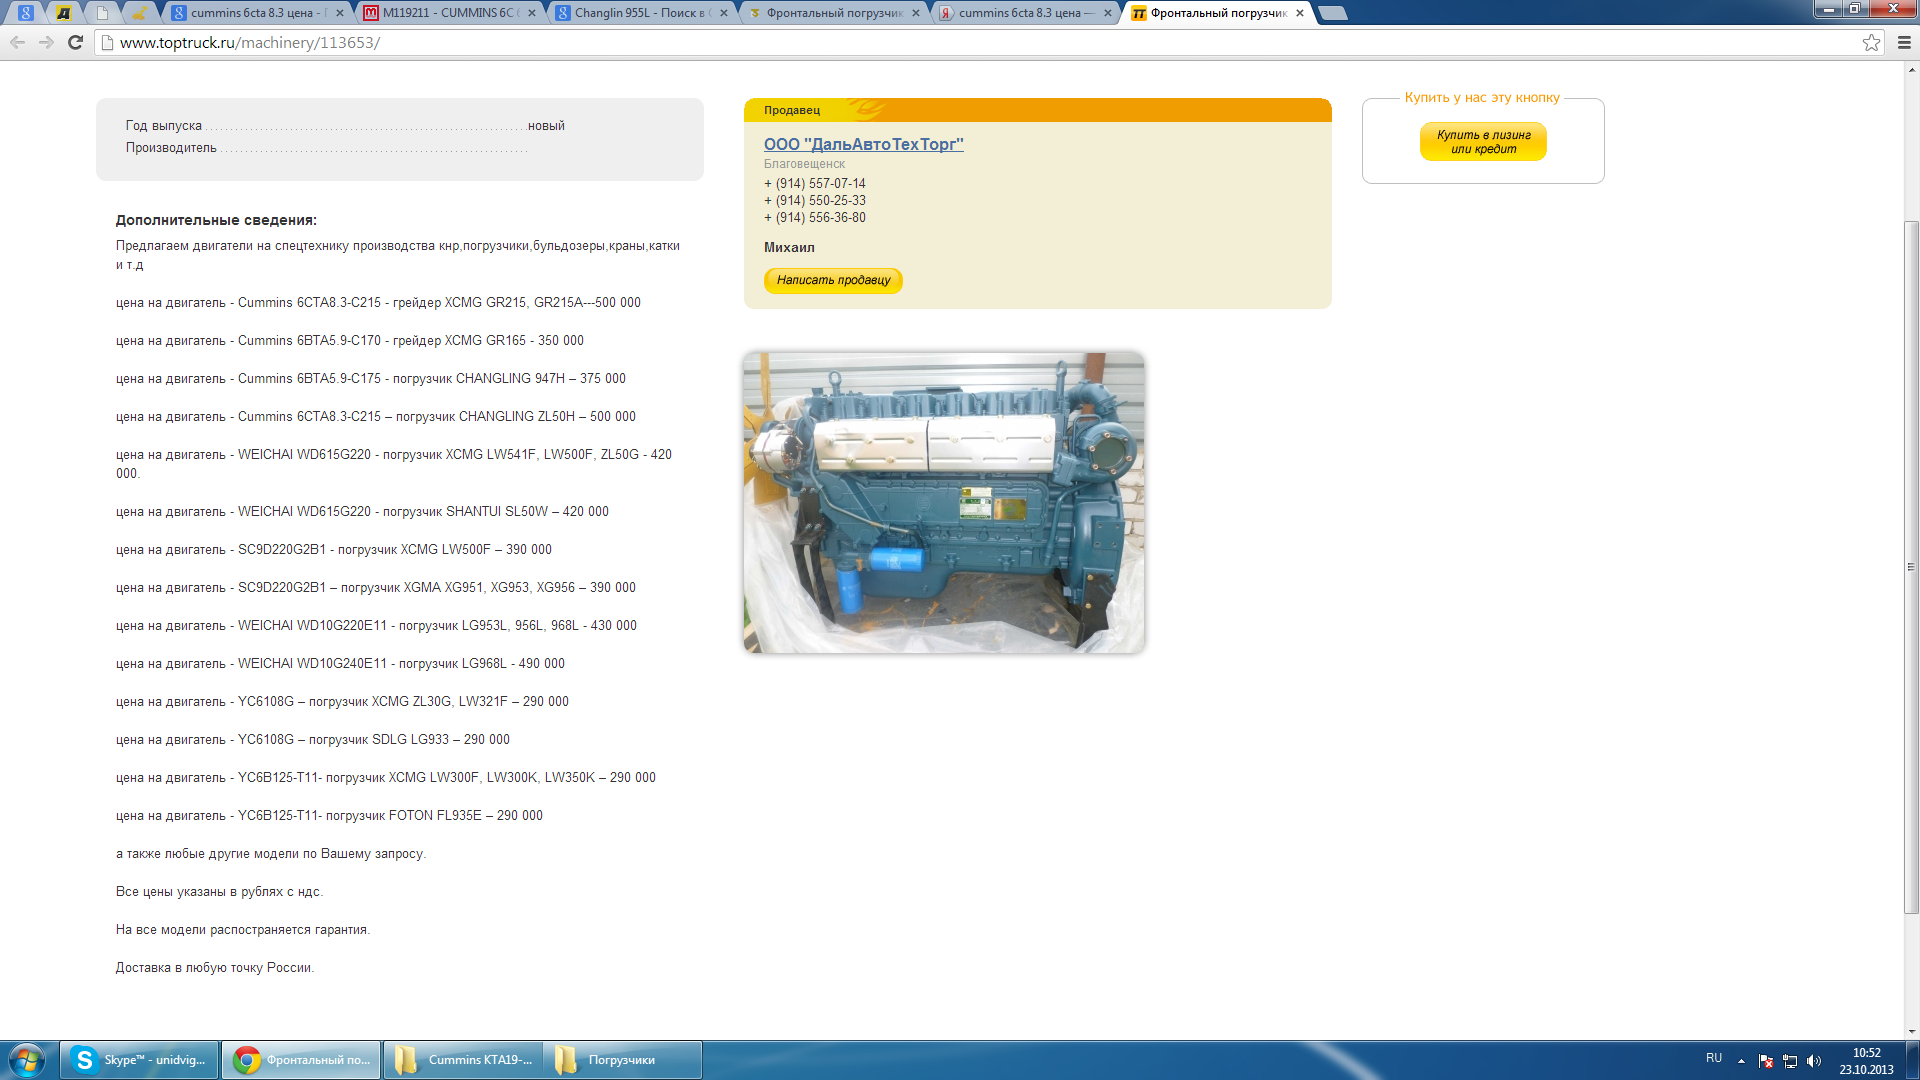 cummins 6cta 8.3 цена -
M119211 - CUMMINS 6C
Changlin 955L - Поиск в
Фронтальный погрузчик
cummins 6cta 8.3 цена —
Фронтальный погрузчик
www.toptruck.ru/machinery/113653/
Год выпуска новый
Производитель
Дополнительные сведения:
Предлагаем двигатели на спецтехнику производства кнр,погрузчики,бульдозеры,краны,катки
и т.д
цена на двигатель - Cummins 6CTA8.3-C215 - грейдер XCMG GR215, GR215A---500 000
цена на двигатель - Cummins 6BTA5.9-C170 - грейдер XCMG GR165 - 350 000
цена на двигатель - Cummins 6BTA5.9-C175 - погрузчик CHANGLING 947H – 375 000
цена на двигатель - Cummins 6CTA8.3-C215 – погрузчик CHANGLING ZL50H – 500 000
цена на двигатель - WEICHAI WD615G220 - погрузчик XCMG LW541F, LW500F, ZL50G - 420
000.
цена на двигатель - WEICHAI WD615G220 - погрузчик SHANTUI SL50W – 420 000
цена на двигатель - SC9D220G2B1 - погрузчик XCMG LW500F – 390 000
цена на двигатель - SC9D220G2B1 – погрузчик XGMA XG951, XG953, XG956 – 390 000
цена на двигатель - WEICHAI WD10G220E11 - погрузчик LG953L, 956L, 968L - 430 000
цена на двигатель - WEICHAI WD10G240E11 - погрузчик LG968L - 490 000
цена на двигатель - YC6108G – погрузчик XCMG ZL30G, LW321F – 290 000
цена на двигатель - YC6108G – погрузчик SDLG LG933 – 290 000
цена на двигатель - YC6B125-T11- погрузчик XCMG LW300F, LW300K, LW350K – 290 000
цена на двигатель - YC6B125-T11- погрузчик FOTON FL935E – 290 000
а также любые другие модели по Вашему запросу.
Все цены указаны в рублях с ндс.
На все модели распостраняется гарантия.
Доставка в любую точку России.
Продавец
ООО "ДальАвтоТехТорг"
Благовещенск
+ (914) 557-07-14
+ (914) 550-25-33
+ (914) 556-36-80
Михаил
Написать продавцу
Купить у нас эту кнопку
Купить в лизинг
или кредит
Skype™ - unidvig...
Фронтальный по...
Cummins KTA19-...
Погрузчики
RU
10:52
23.10.2013